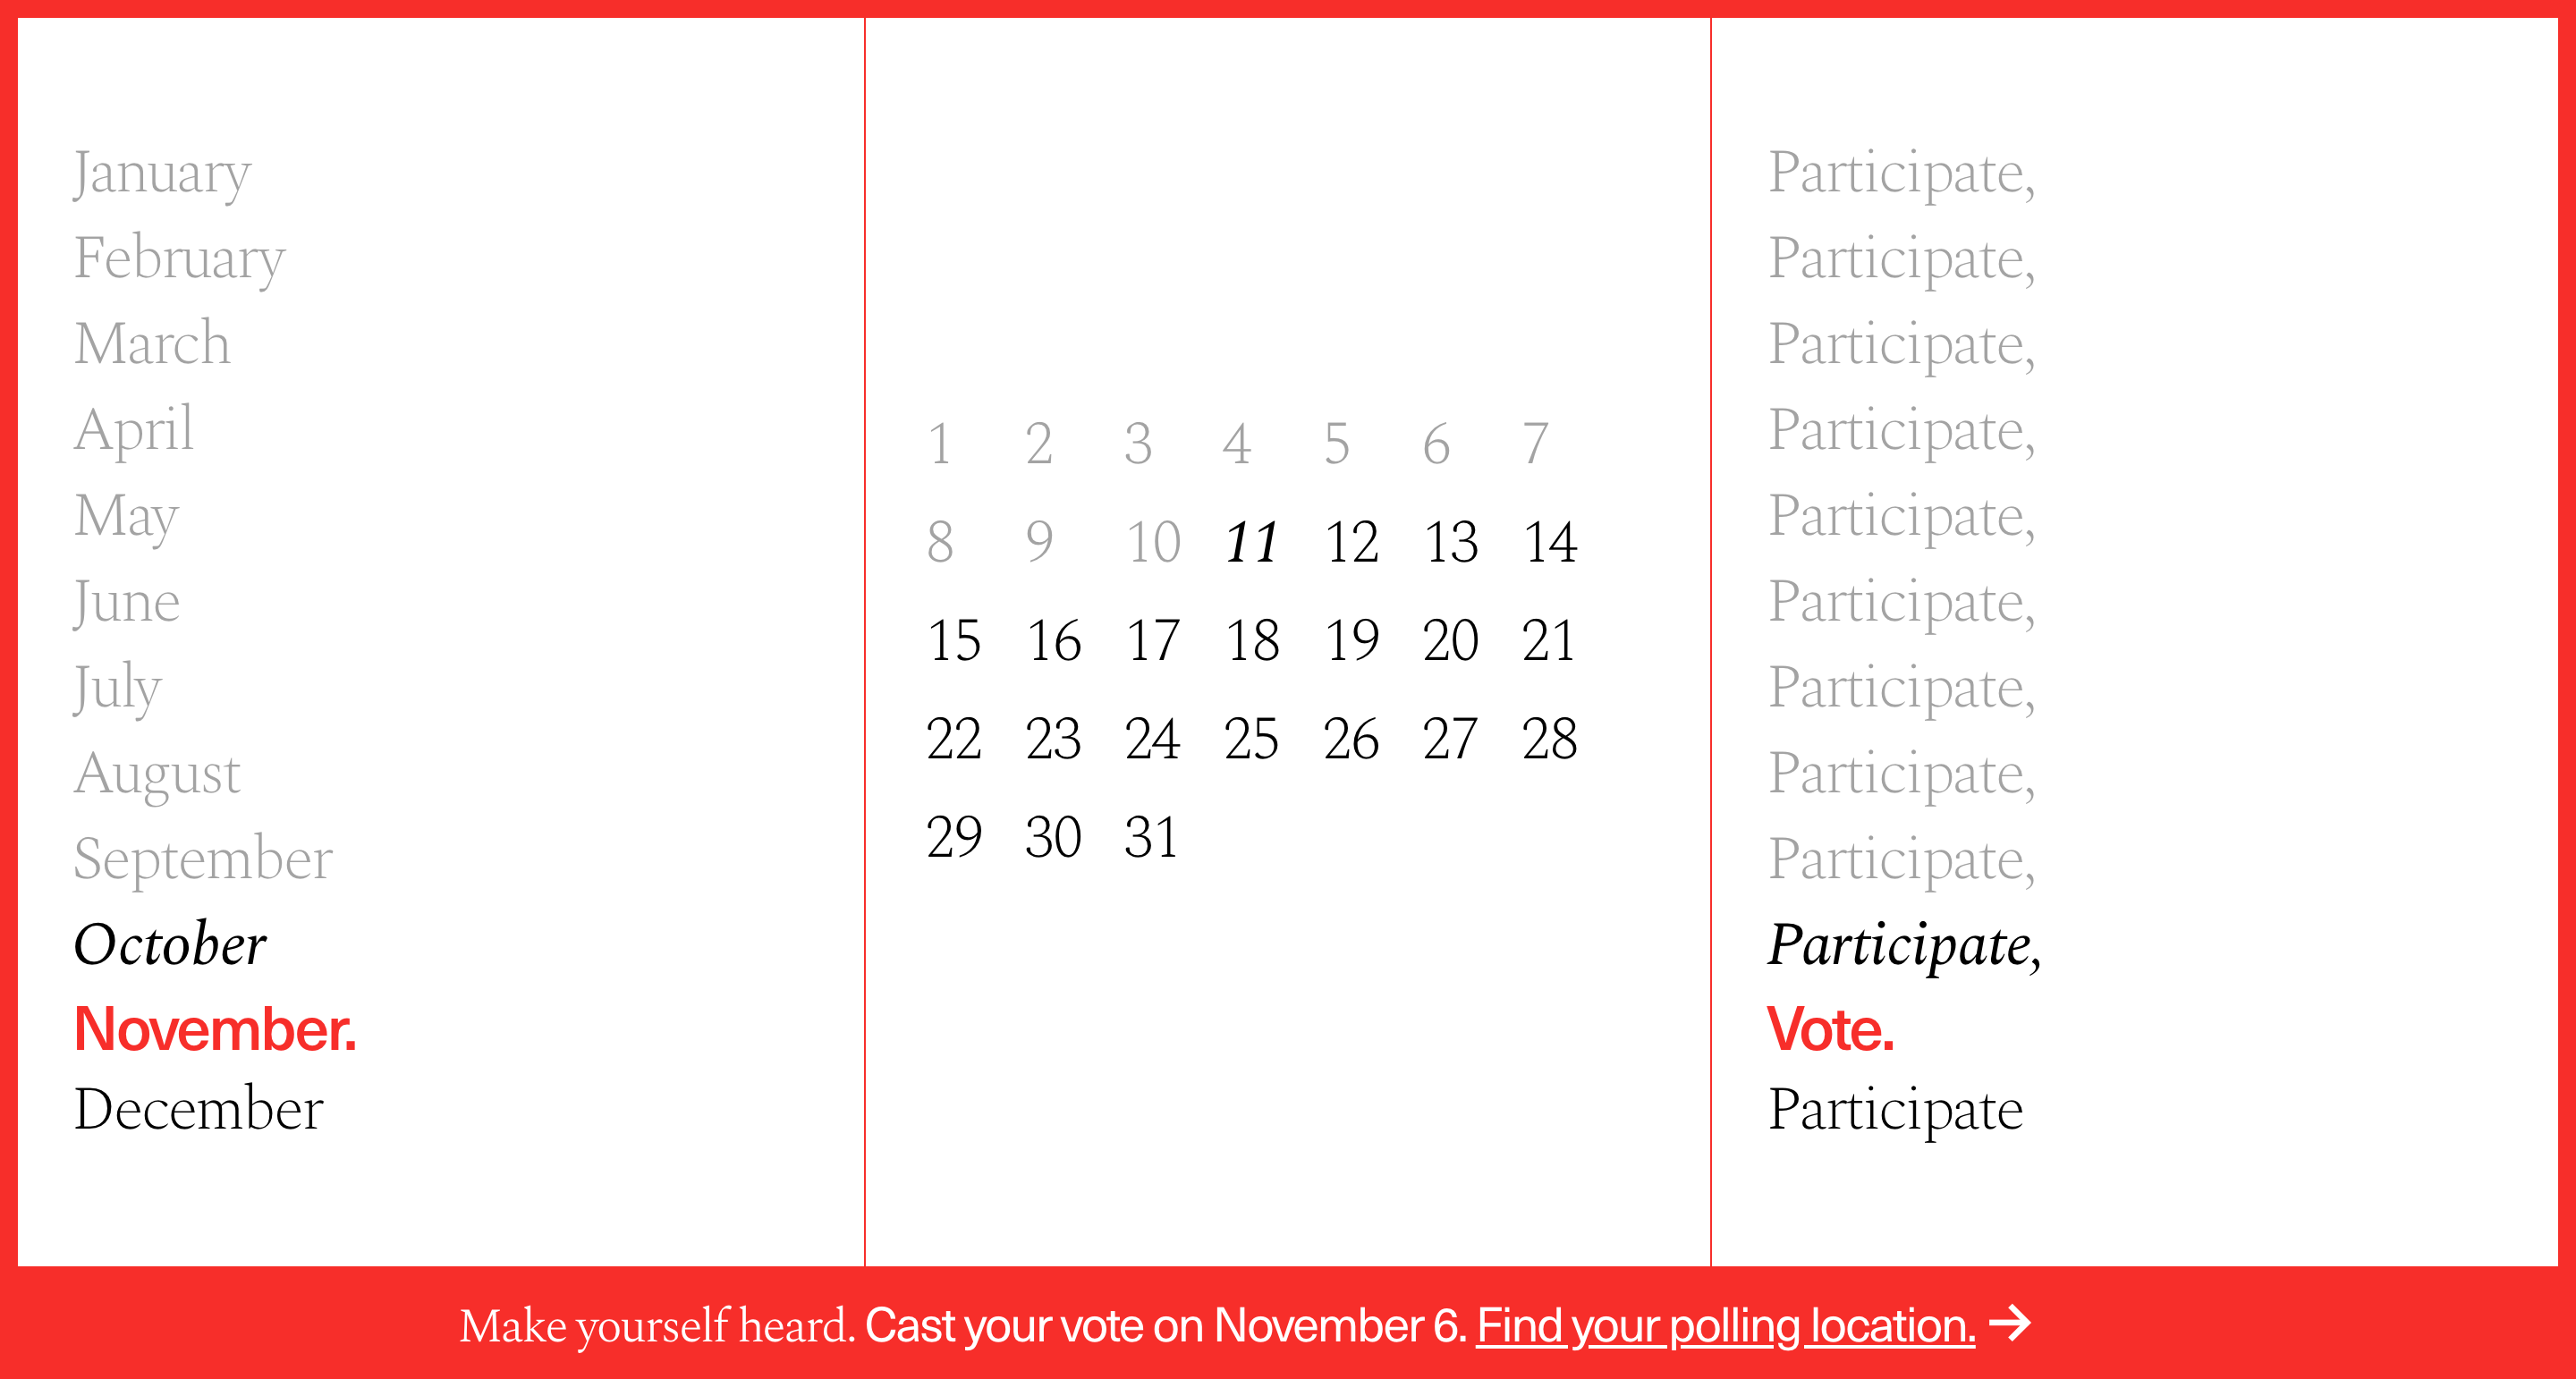 January
February
March
April
May
June
July
August
September
October
November.
December
1 2 3 4 5 6 7
8 9 10 11 12 13 14
15 16 17 18 19 20 21
22 23 24 25 26 27 28
29 30 31
Participate,
Participate,
Participate,
Participate,
Participate,
Participate,
Participate,
Participate,
Participate,
Participate,
Vote.
Participate
Make yourself heard. Cast your vote on November 6. Find your polling location. →